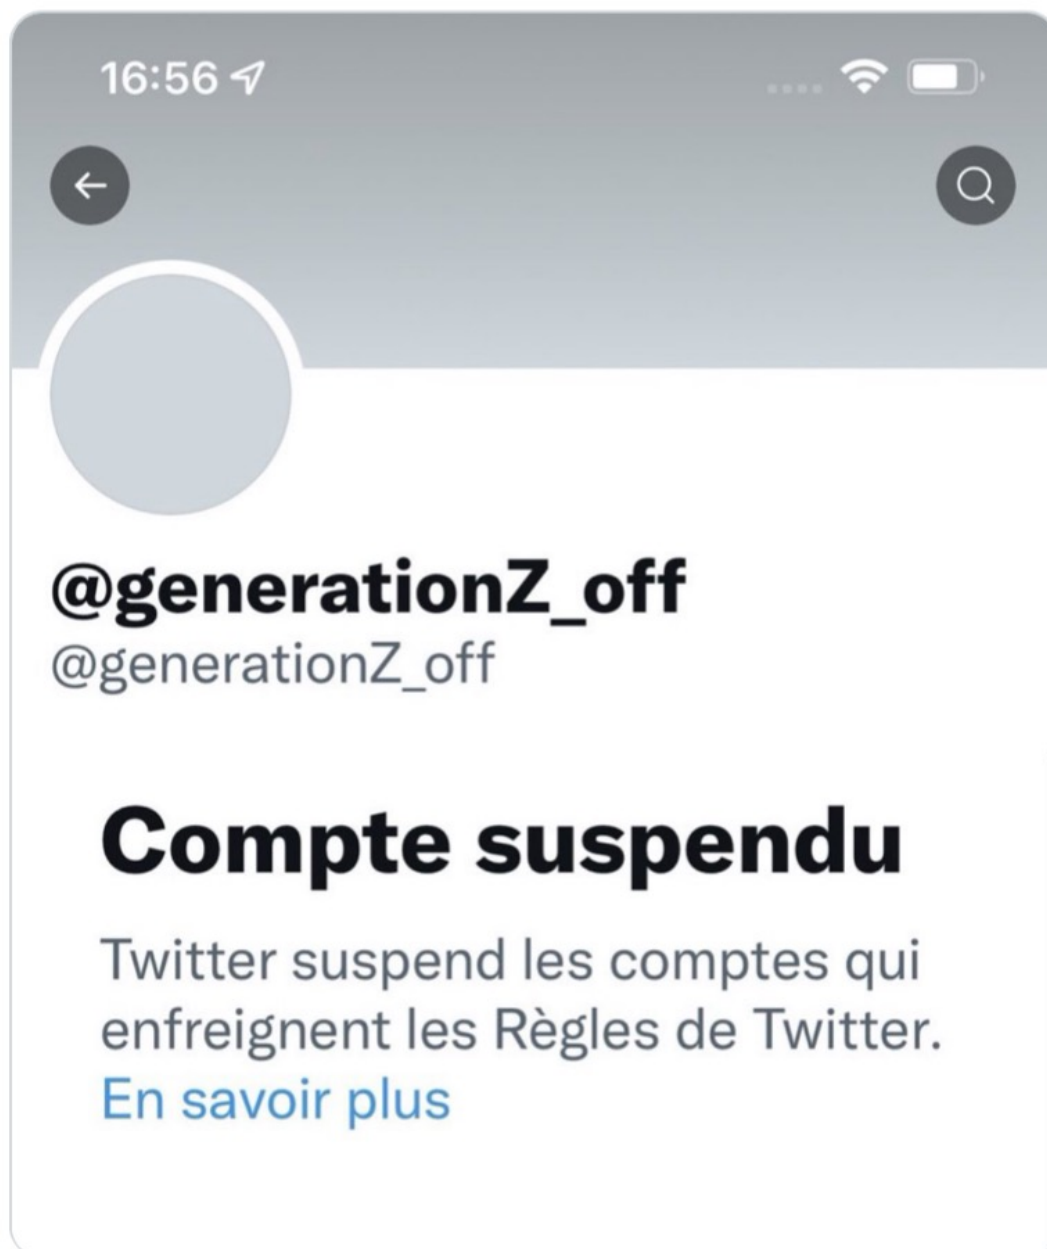 16:56
@generationZ_off
@generationZ_off
Compte suspendu
Twitter suspend les comptes qui
enfreignent les Règles de Twitter.
En savoir plus